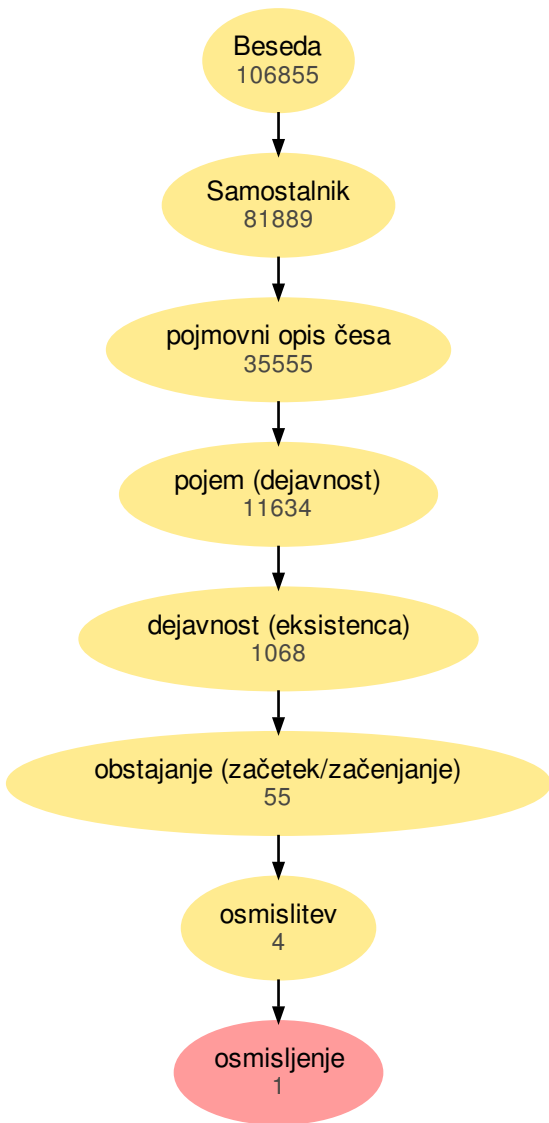 Beseda
106855
Samostalnik
81889
pojmovni opis česa
35555
pojem (dejavnost)
11634
dejavnost (eksistenca)
1068
obstajanje (začetek/začenjanje)
55
osmislitev
4
osmisljenje
1